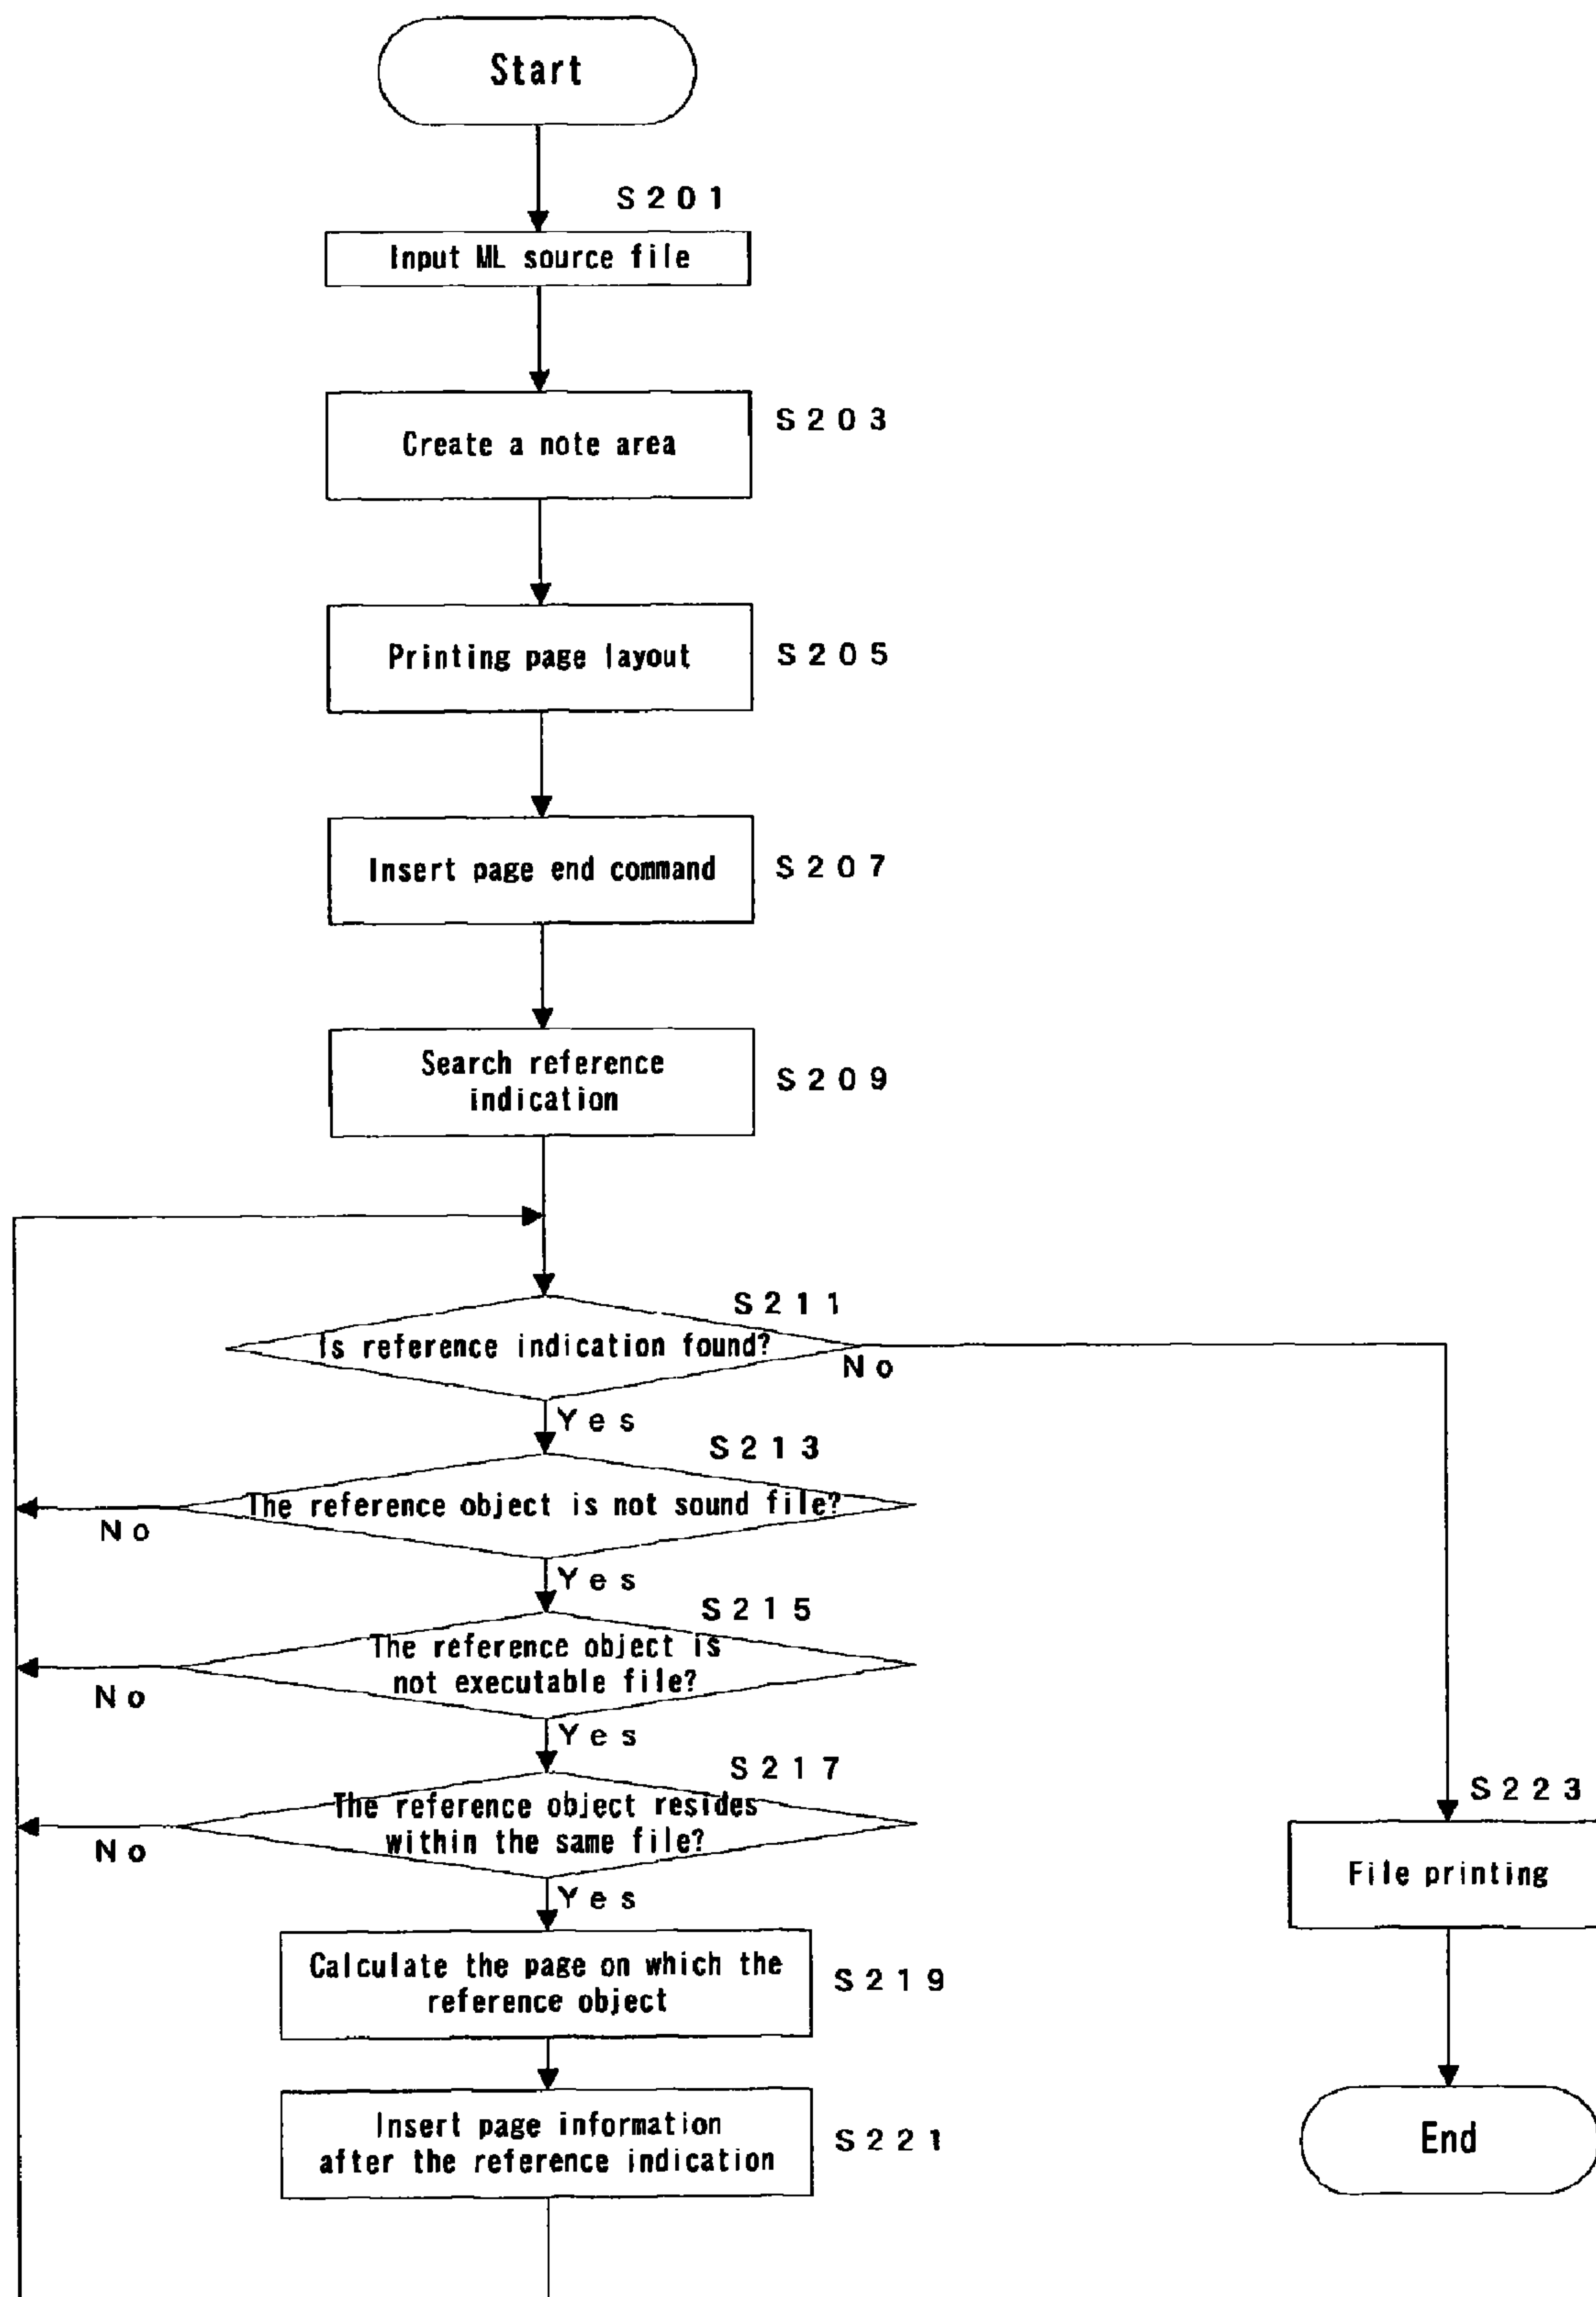 Start
S201
Input ML source file
S203
Create a note area
Printing page layout
S205
Insert page end command
S207
Search reference
indication
S209
S211
Is reference indication found?
No
Yes
S213
The reference object is not sound file?
No
Yes
S215
The reference object is
not executable file?
No
Yes
S217
The reference object resides
within the same file?
No
Yes
S223
File printing
Calculate the page on which the
reference object
S219
Insert page information
after the reference indication
S221
End